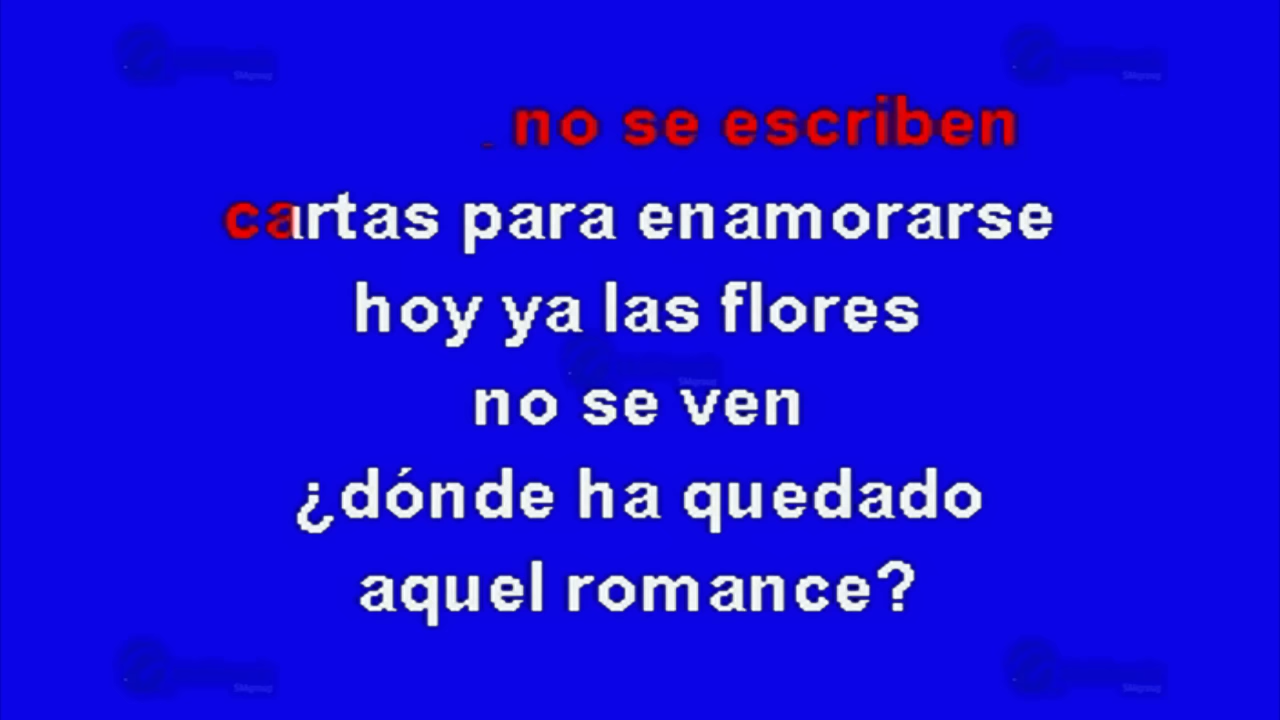 no se escriben
cartas para enamorarse
hoy ya las flores
no se ven
¿dónde ha quedado
aquel romance?